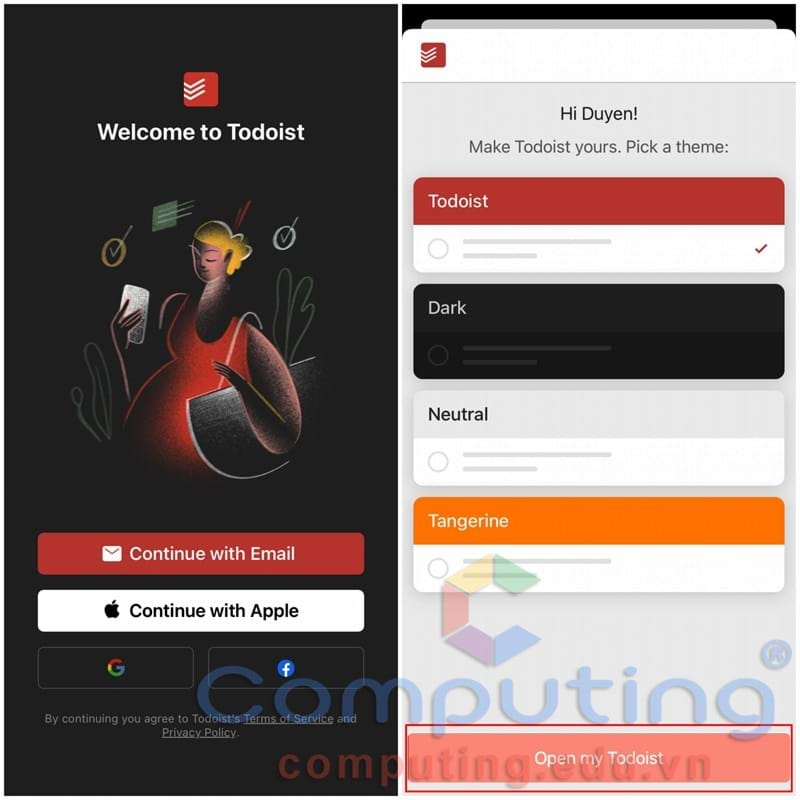 Welcome to Todoist
Continue with Email
Continue with Apple
By continuing you agree to Todoist's Terms of Service and
Privacy Policy.
Hi Duyen!
Make Todoist yours. Pick a theme:
Todoist
Dark
Neutral
Tangerine
Computing®
Open my Todoist
computing.edu.vn